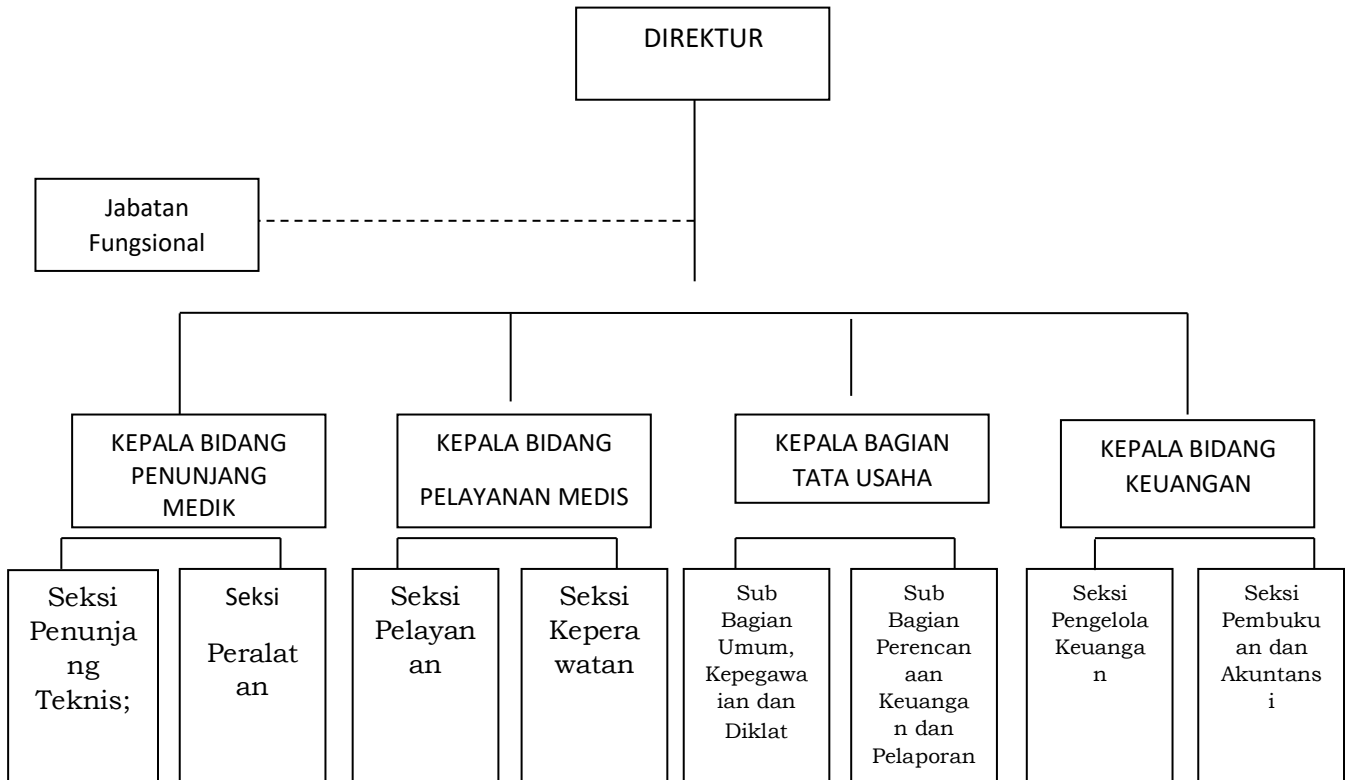 DIREKTUR
Jabatan
Fungsional
KEPALA BIDANG
PENUNJANG
MEDIK
KEPALA BIDANG
PELAYANAN MEDIS
KEPALA BAGIAN
TATA USAHA
KEPALA BIDANG
KEUANGAN
Seksi
Penunja
ng
Teknis;
Seksi
Peralat
an
Seksi
Pelayan
an
Seksi
Kepera
watan
Sub
Bagian
Umum,
Kepegawa
ian dan
Diklat
Sub
Bagian
Perencan
aan
Keuanga
n dan
Pelaporan
Seksi
Pengelola
Keuanga
n
Seksi
Pembuku
an dan
Akuntans
i